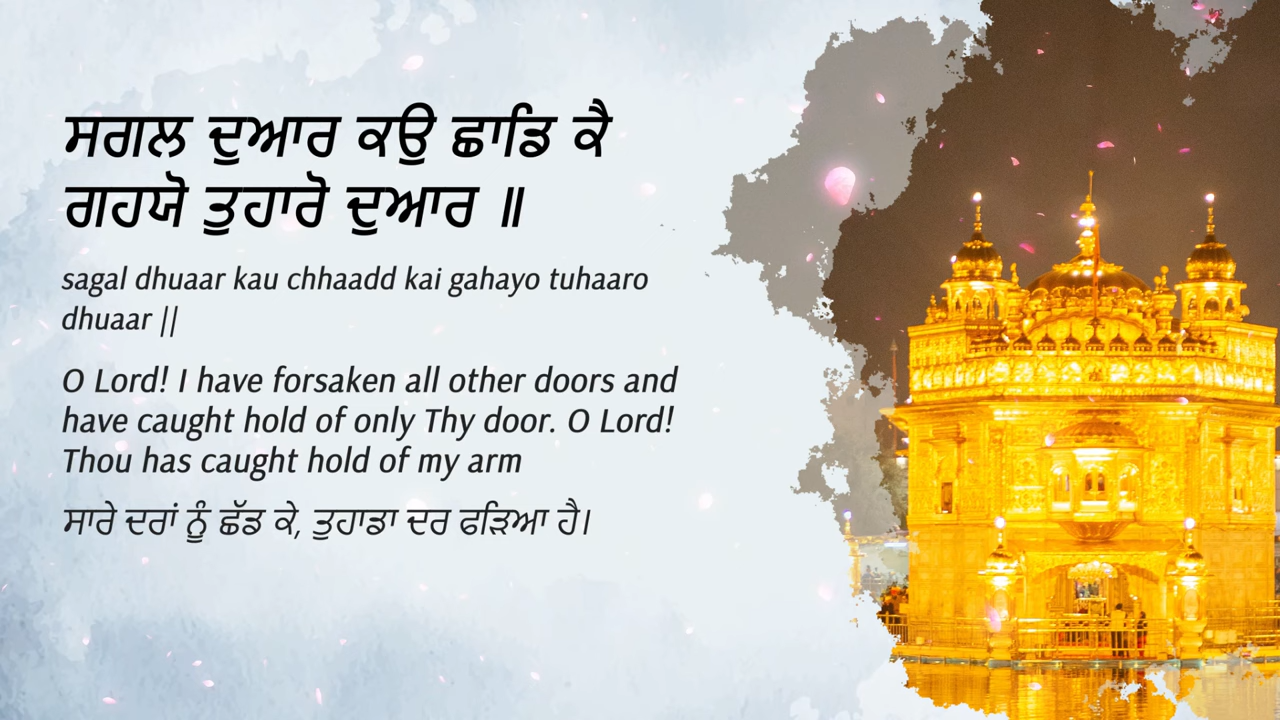 ਸਗਲ ਦੁਆਰ ਕਉ ਛਾਡਿ ਕੈ
ਗਹਯੋ ਤੁਹਾਰੋ ਦੁਆਰ ॥
sagal dhuaar kau chhaadd kai gahayo tuhaaro
dhuaar ||
O Lord! I have forsaken all other doors and
have caught hold of only Thy door. O Lord!
Thou has caught hold of my arm
ਸਾਰੇ ਦਰਾਂ ਨੂੰ ਛੱਡ ਕੇ, ਤੁਹਾਡਾ ਦਰ ਫੜਿਆ ਹੈ।